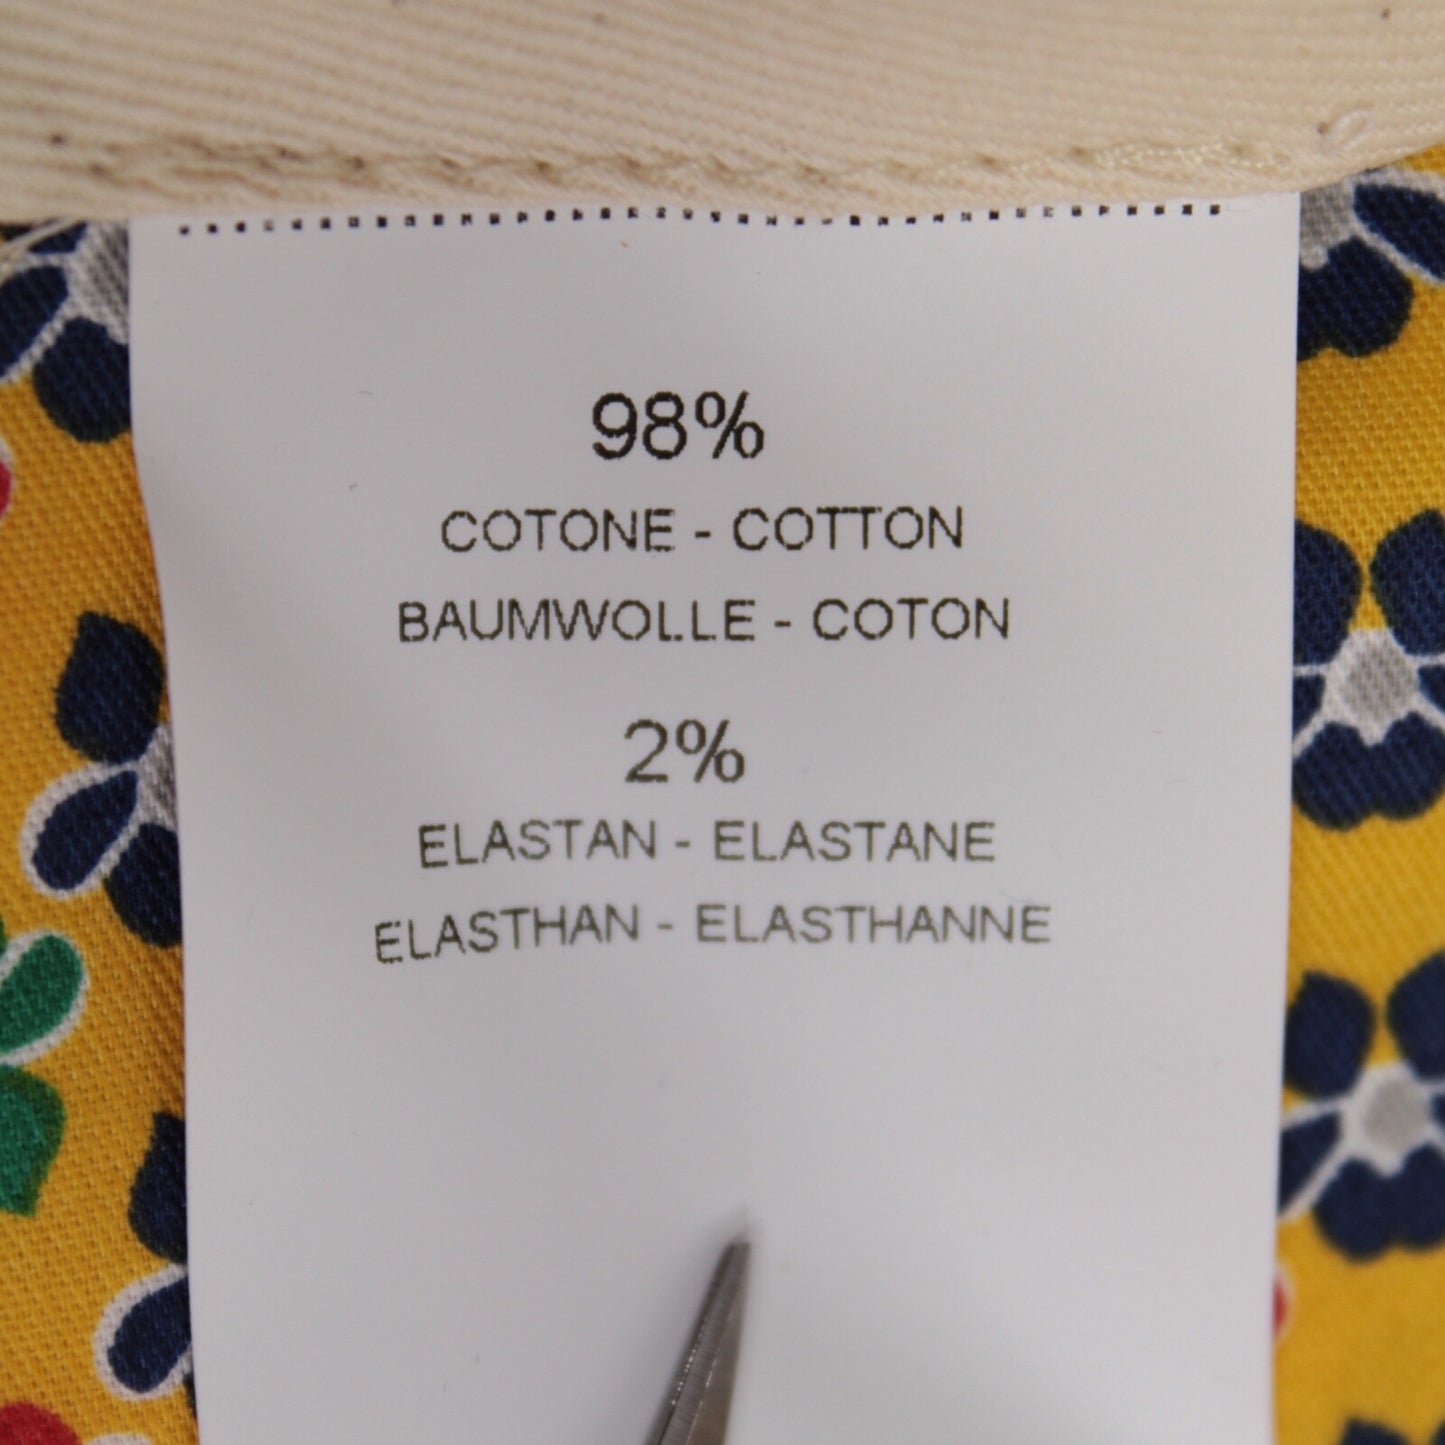 98%
COTONE - COTTON
BAUMWOLLE - COTON
2%
ELASTAN - ELASTANE
ELASTHAN - ELASTHANNE